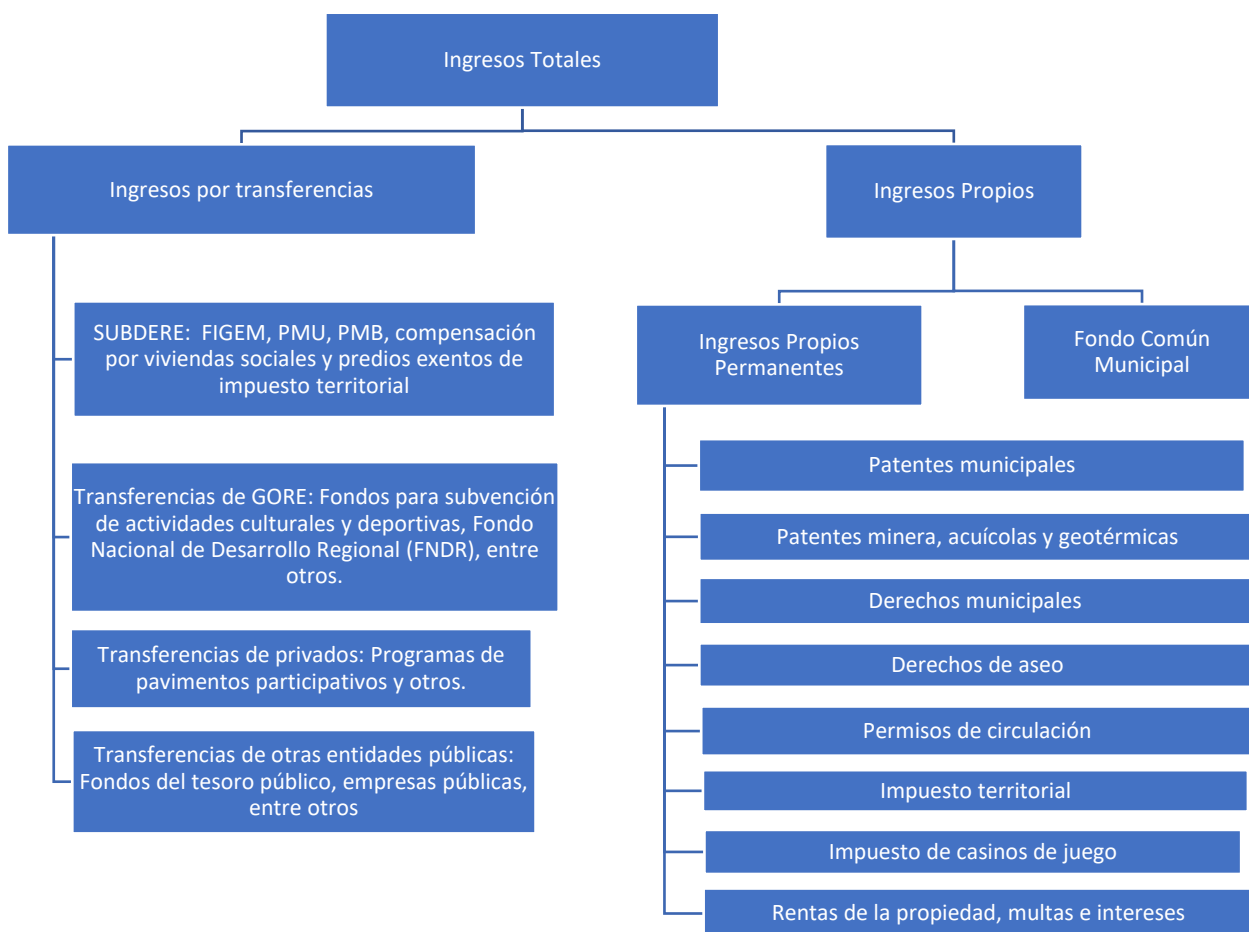 Ingresos Totales
Ingresos por transferencias
SUBDERE: FIGEM, PMU, PMB, compensación
por viviendas sociales y predios exentos de
impuesto territorial
Transferencias de GORE: Fondos para subvención
de actividades culturales y deportivas, Fondo
Nacional de Desarrollo Regional (FNDR), entre
otros.
Transferencias de privados: Programas de
pavimentos participativos y otros.
Transferencias de otras entidades públicas:
Fondos del tesoro público, empresas públicas,
entre otros
Ingresos Propios
Ingresos Propios
Permanentes
Patentes municipales
Patentes minera, acuícolas y geotérmicas
Derechos municipales
Derechos de aseo
Permisos de circulación
Impuesto territorial
Impuesto de casinos de juego
Rentas de la propiedad, multas e intereses
Fondo Común
Municipal